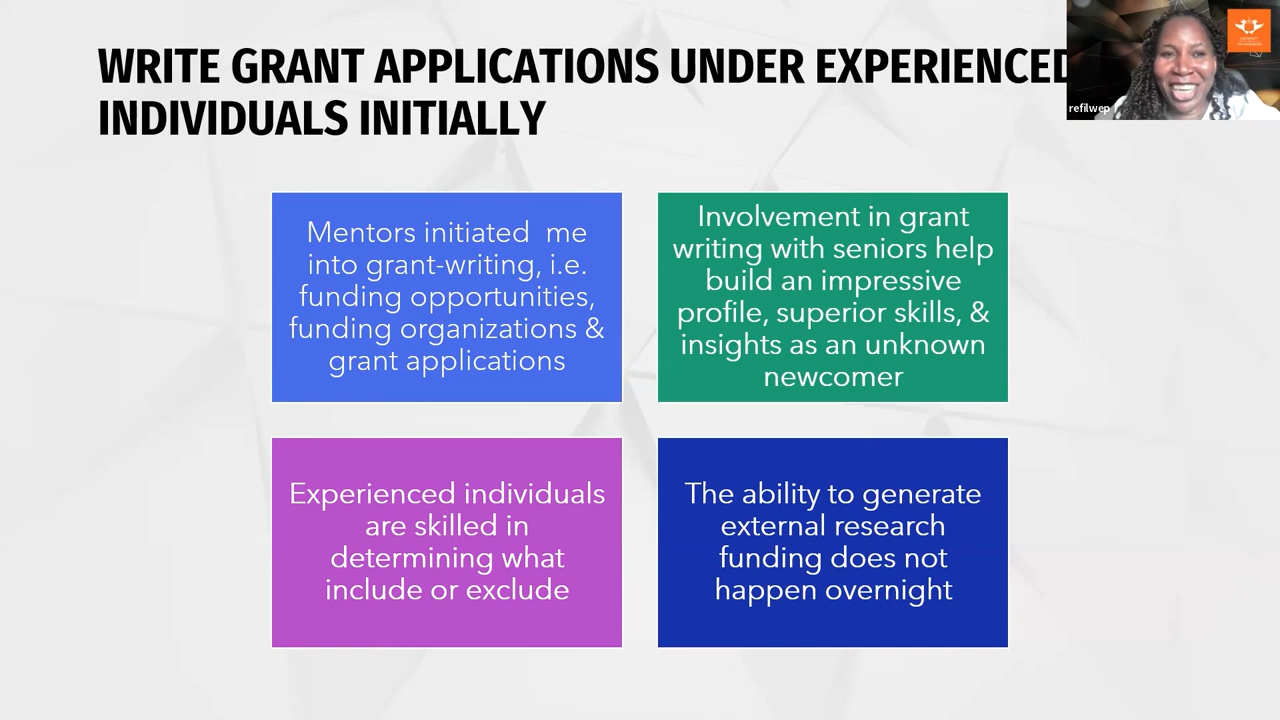 WRITE GRANT APPLICATIONS UNDER EXPERIENCED
INDIVIDUALS INITIALLY
refilwep
Mentors initiated  me
into grant-writing, i.e.
funding opportunities,
funding organizations &
grant applications
Involvement in grant
writing with seniors help
build an impressive
profile, superior skills, &
insights as an unknown
newcomer
Experienced individuals
are skilled in
determining what
include or exclude
The ability to generate
external research
funding does not
happen overnight